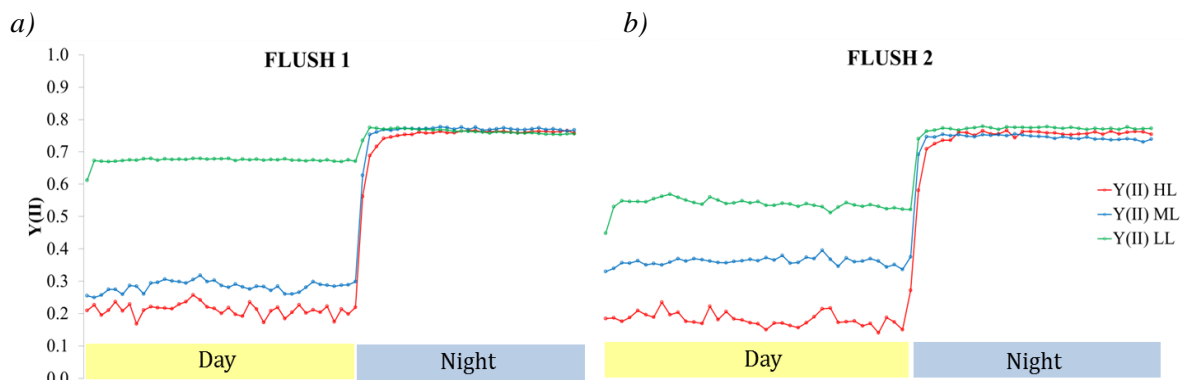 a)
b)
FLUSH 1
Y(II)
1.0
0.9
0.8
0.7
0.6
0.5
0.4
0.3
0.2
0.1
0.0
Day
Night
FLUSH 2
Y(II) HL
Y(II) ML
Y(II) LL
Day
Night